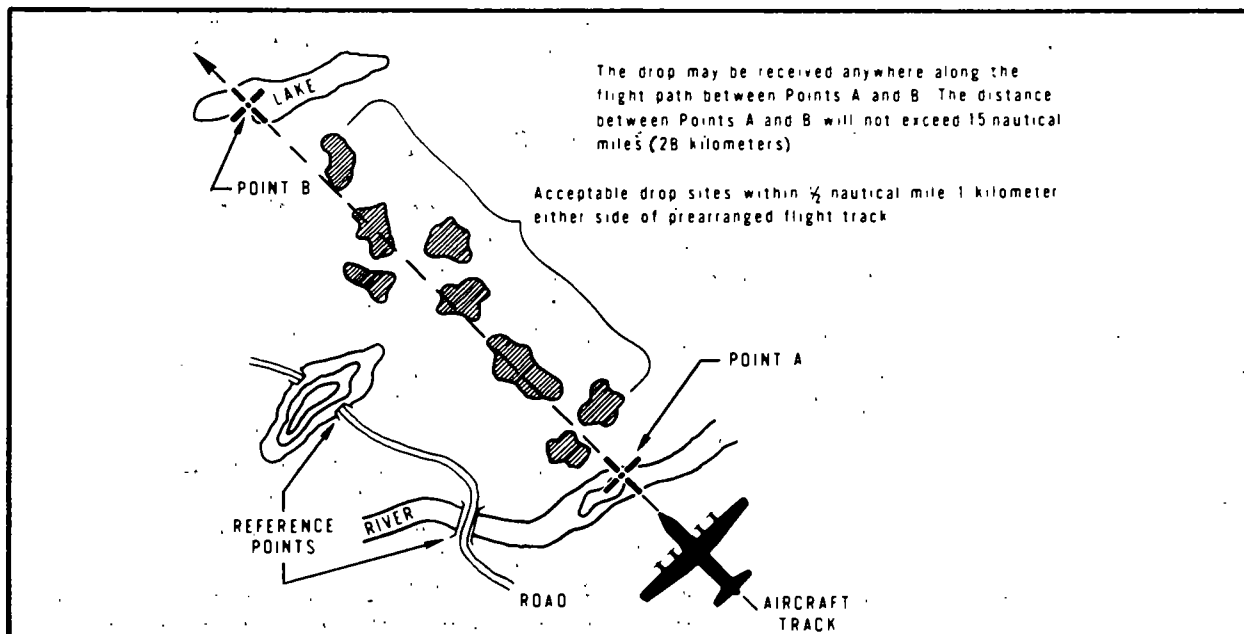 The drop may be received anywhere along the
flight path between Points A and B The distance
between Points A and B will not exceed 15 nautical
miles (28 kilometers)
Acceptable drop sites within ½ nautical mile 1 kilometer
either side of prearranged flight track
LAKE
POINT B
POINT A
RIVER
REFERENCE
POINTS
ROAD
AIRCRAFT
TRACK